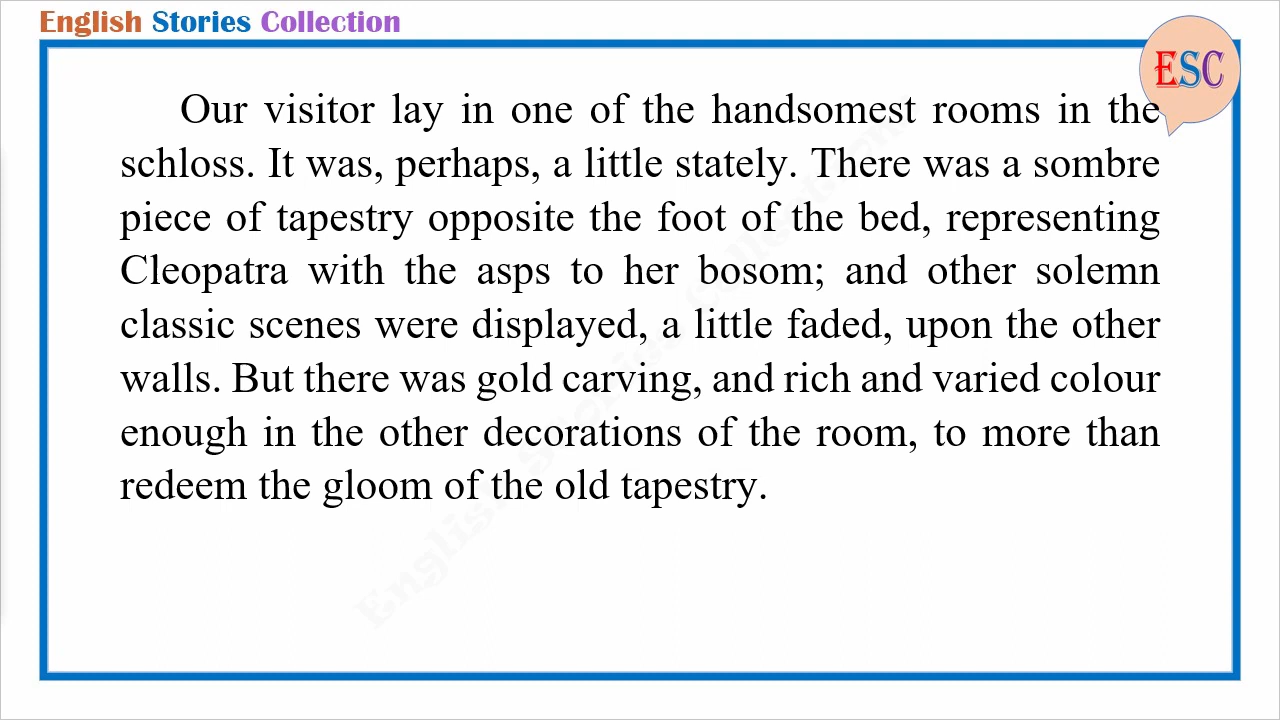 English Stories Collection
ESC
Our visitor lay in one of the handsomest rooms in the
schloss. It was, perhaps, a little stately. There was a sombre
piece of tapestry opposite the foot of the bed, representing
Cleopatra with the asps to her bosom; and other solemn
classic scenes were displayed, a little faded, upon the other
walls. But there was gold carving, and rich and varied colour
enough in the other decorations of the room, to more than
redeem the gloom of the old tapestry.
English stories collection